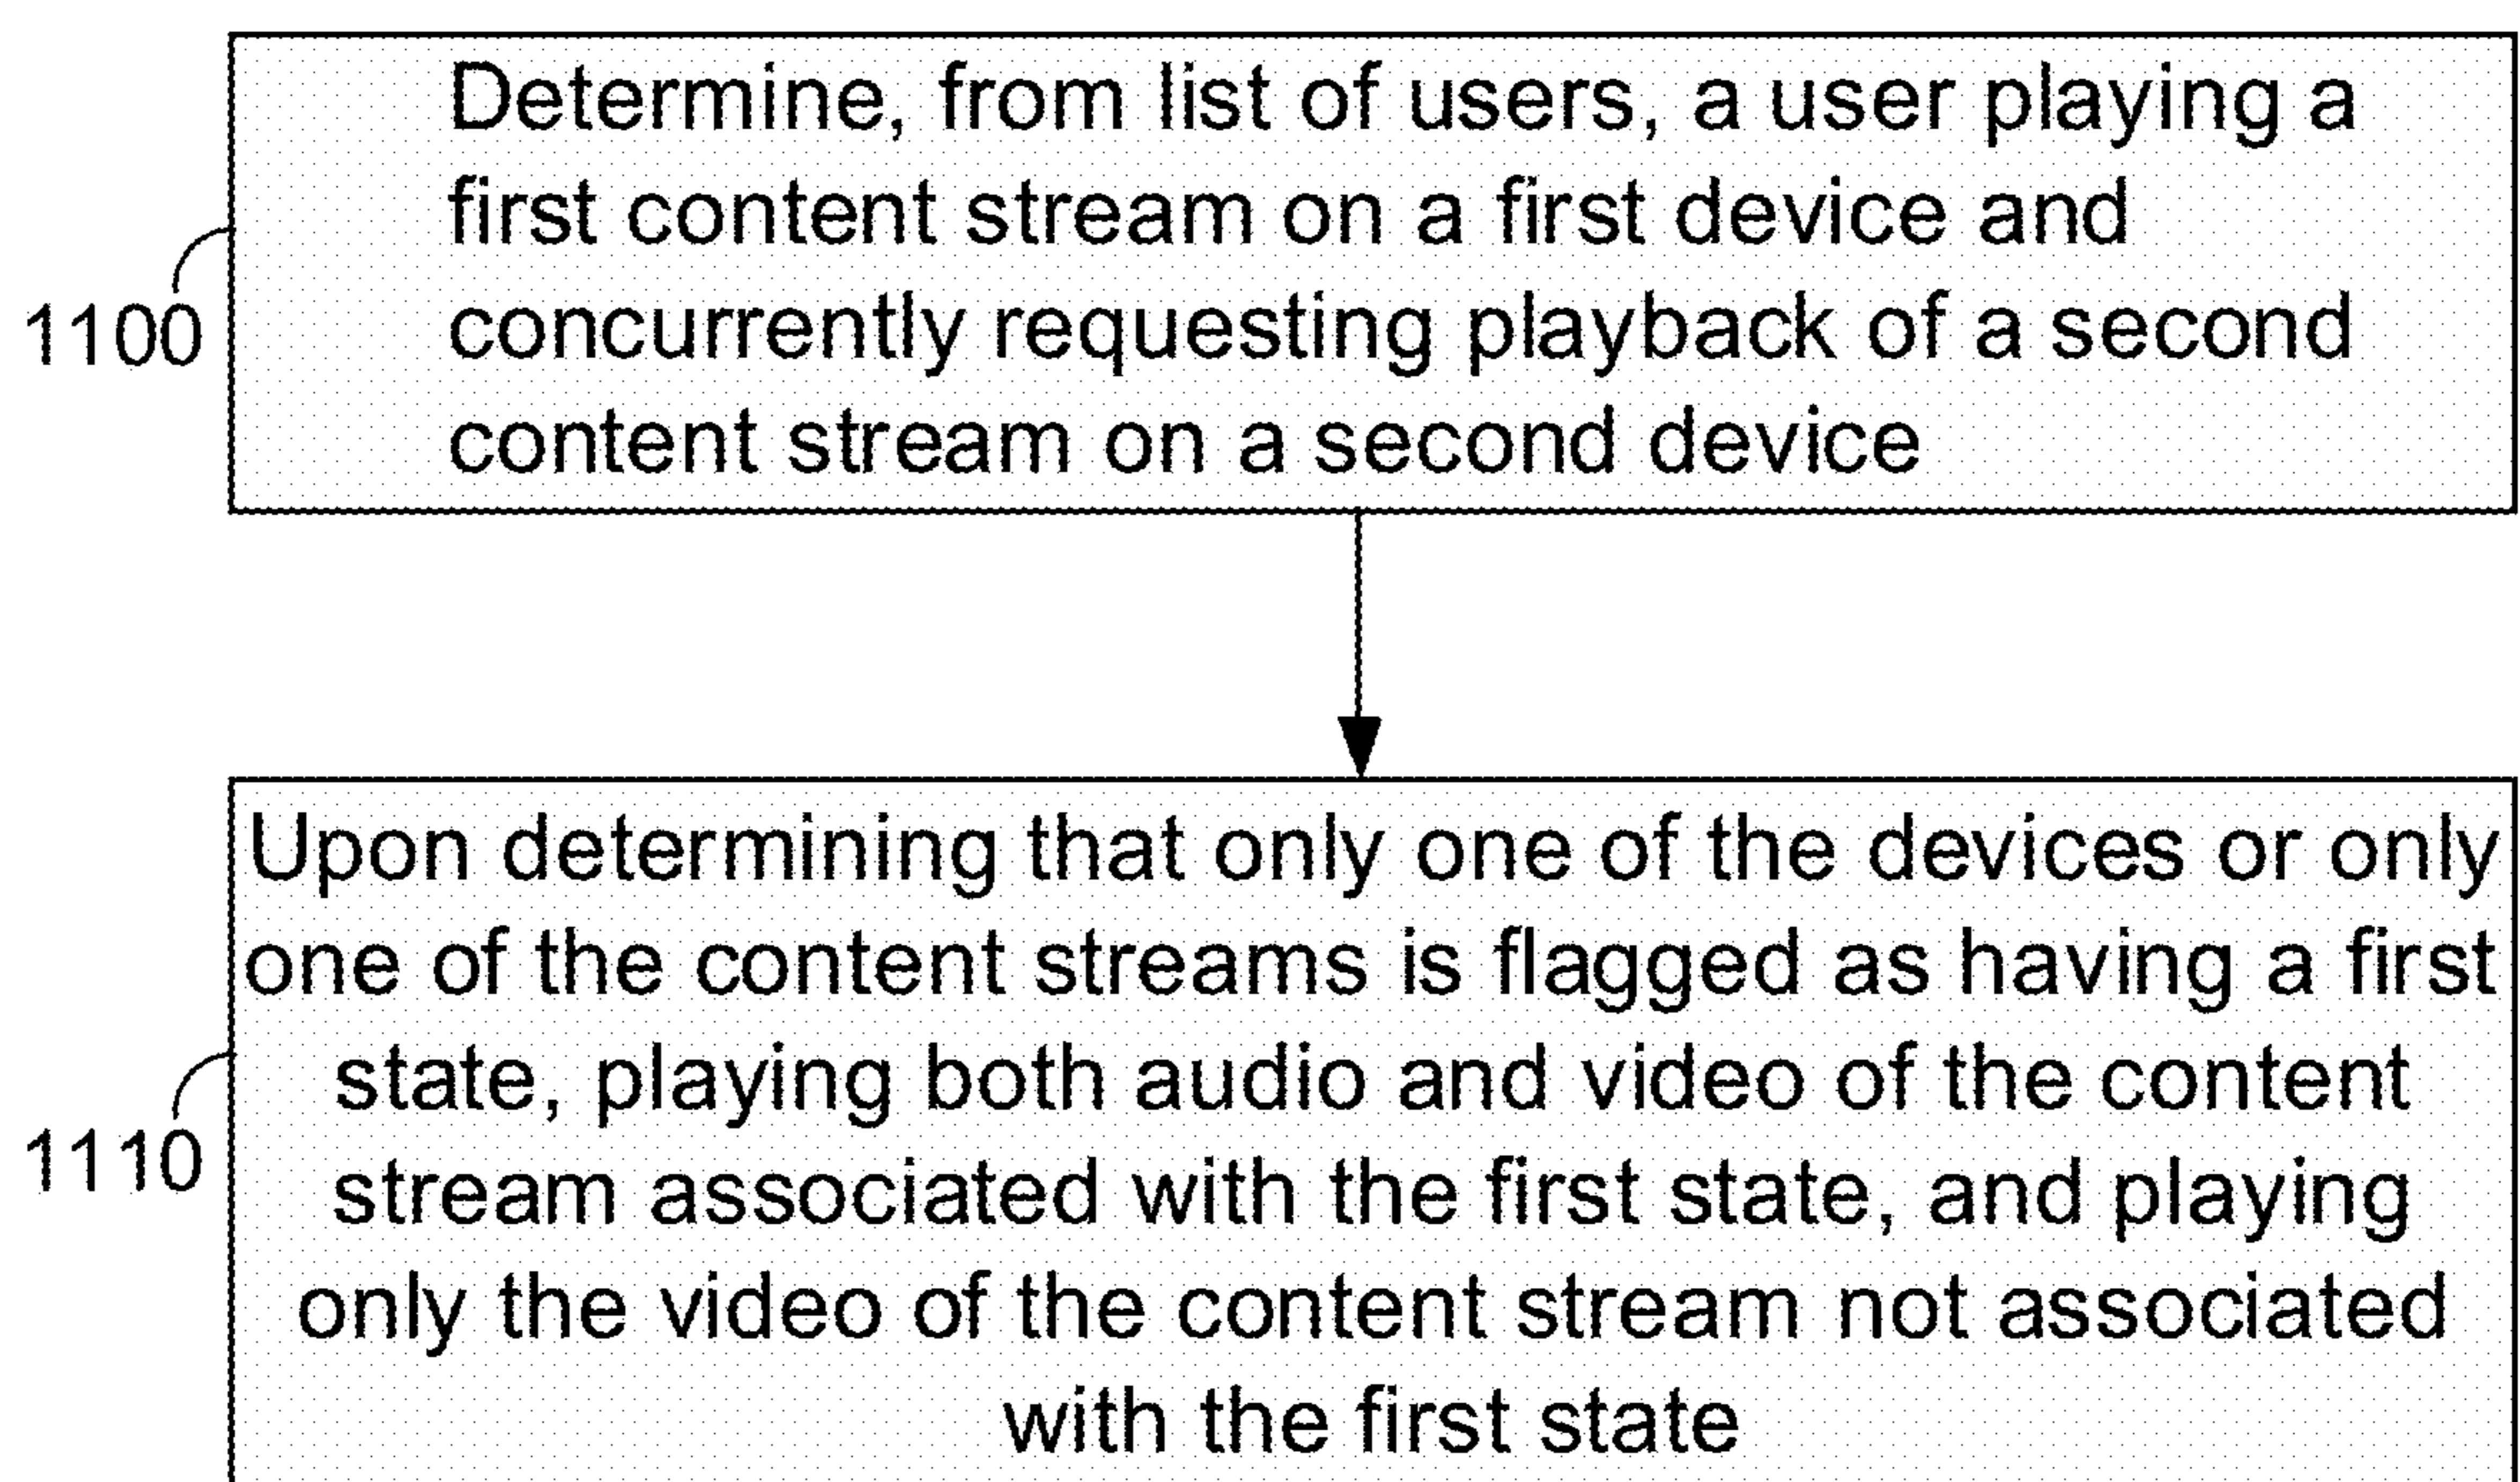 Determine, from list of users, a user playing a
first content stream on a first device and
concurrently requesting playback of a second
content stream on a second device
1100
Upon determining that only one of the devices or only
one of the content streams is flagged as having a first
state, playing both audio and video of the content
stream associated with the first state, and playing
only the video of the content stream not associated
with the first state
1110